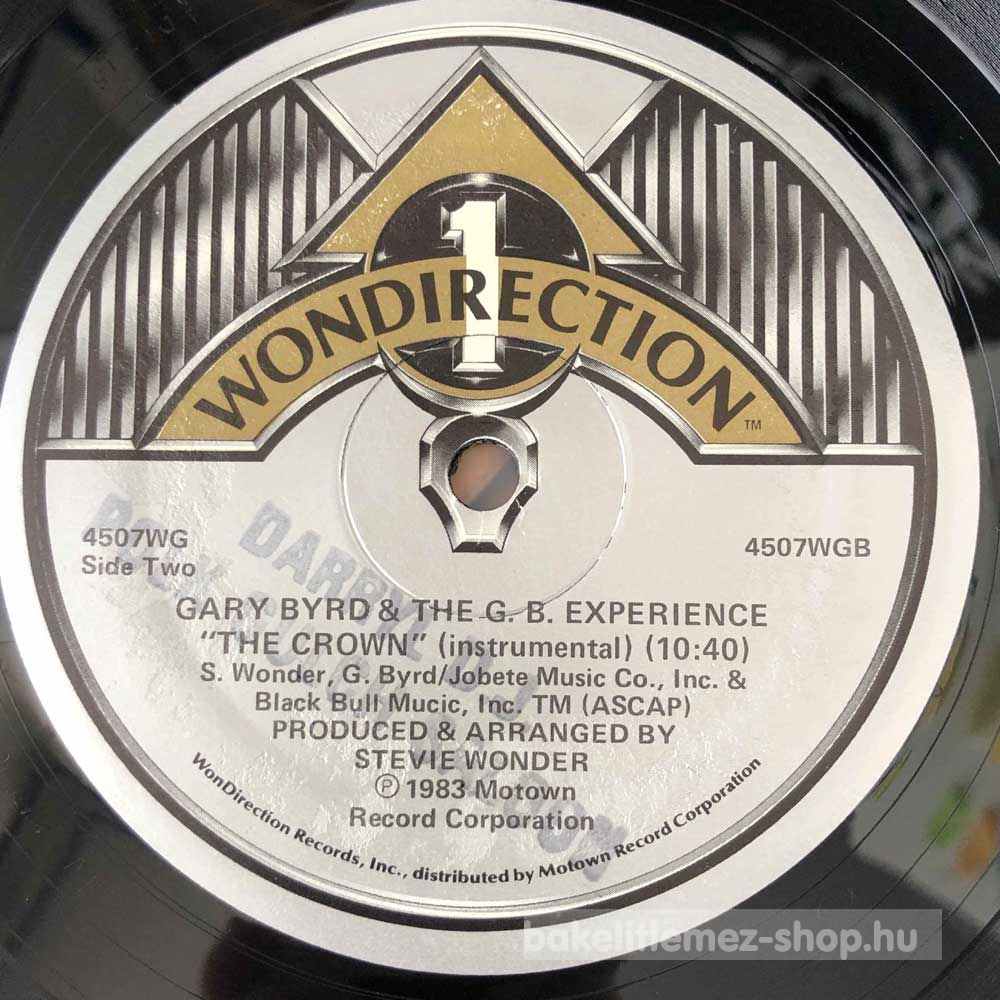 1
WONDIRECTION
TM
4507WG
Side Two
4507WGB
GARY BYRD & THE G. B. EXPERIENCE
"THE CROWN" (instrumental) (10:40)
S. Wonder, G. Byrd/Jobete Music Co., Inc. &
Black Bull Mucic, Inc. TM (ASCAP)
PRODUCED & ARRANGED BY
STEVIE WONDER
℗ 1983 Motown
Record Corporation
WonDirection Records, Inc., distributed by Motown Record Corporation
DARRYL D.J.
bakelitlemez-shop.hu